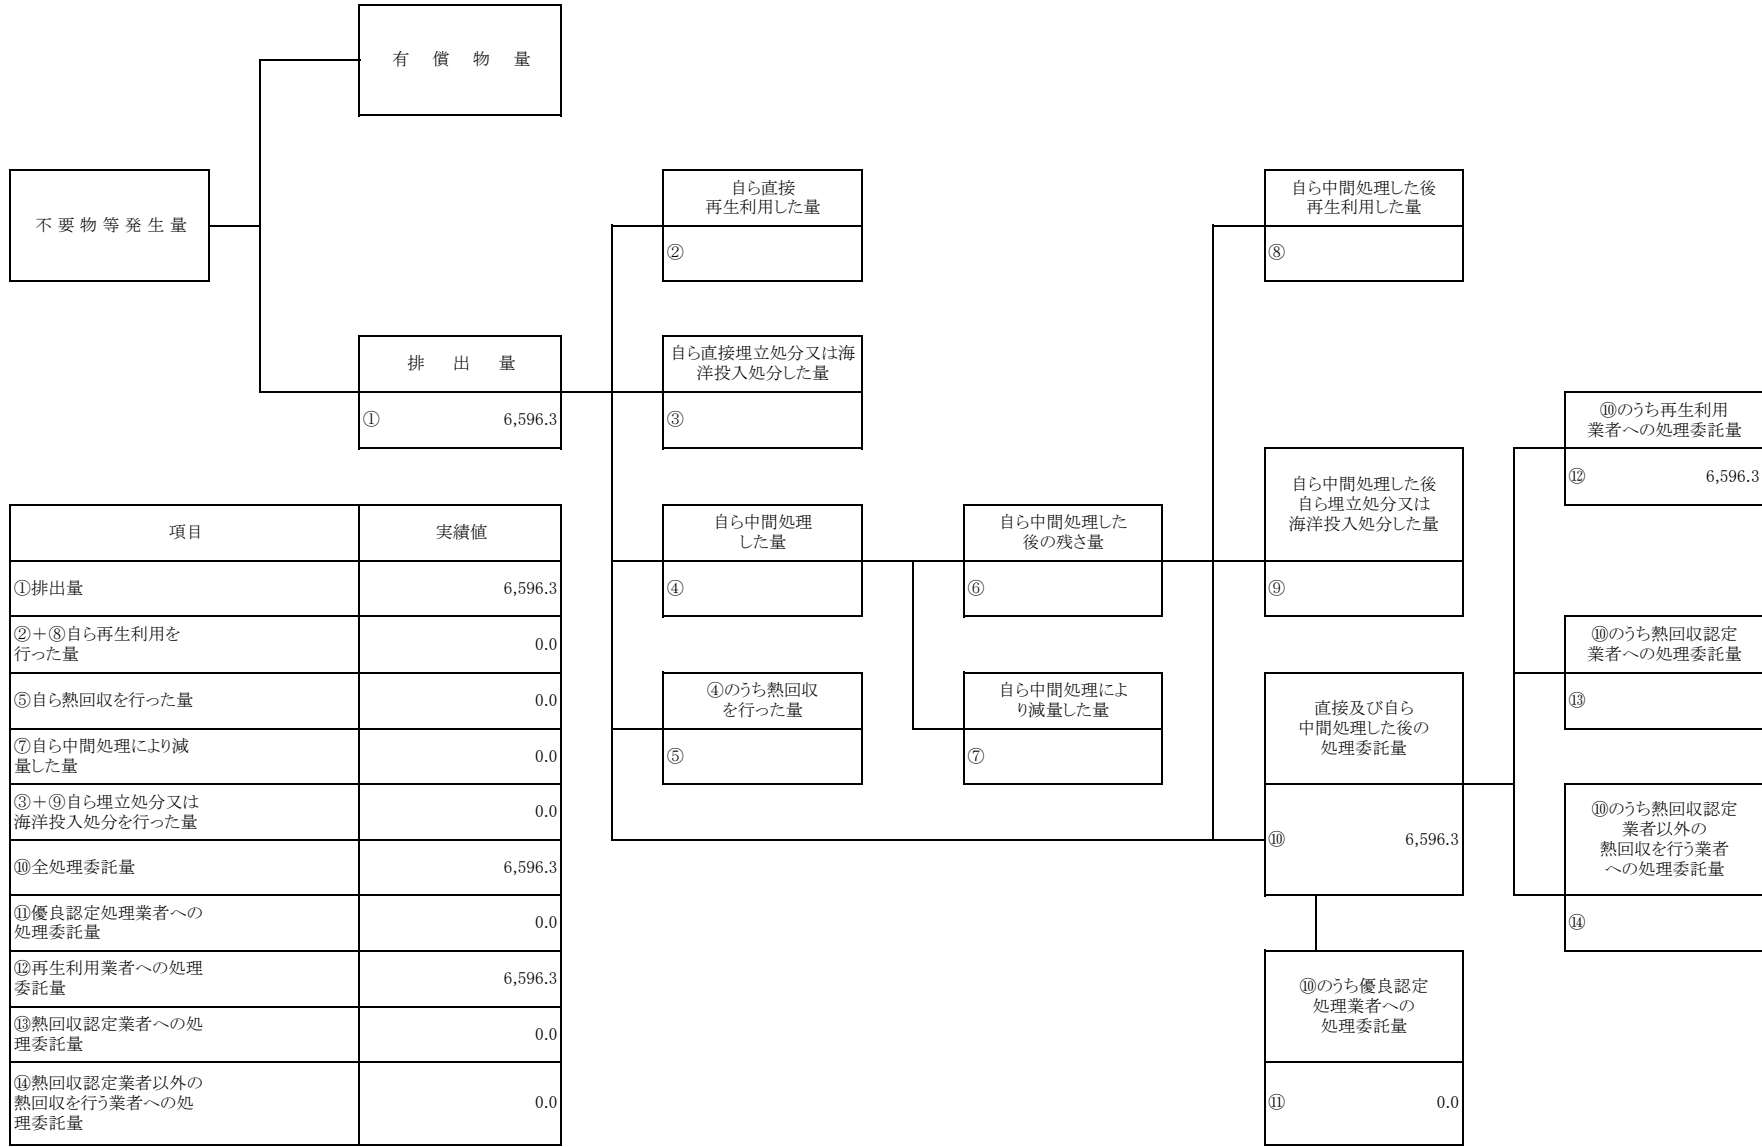 有 償 物 量
不 要 物 等 発 生 量
自ら直接
再生利用した量
②
自ら中間処理した後
再生利用した量
⑧
排 出 量
① 6,596.3
自ら直接埋立処分又は海
洋投入処分した量
③
⑩のうち再生利用
業者への処理委託量
⑫ 6,596.3
自ら中間処理
した量
④
自ら中間処理した
後の残さ量
⑥
自ら中間処理した後
自ら埋立処分又は
海洋投入処分した量
⑨
⑩のうち熱回収認定
業者への処理委託量
⑬
④のうち熱回収
を行った量
⑤
自ら中間処理によ
り減量した量
⑦
直接及び自ら
中間処理した後の
処理委託量
⑩ 6,596.3
⑩のうち熱回収認定
業者以外の
熱回収を行う業者
への処理委託量
⑭
⑩のうち優良認定
処理業者への
処理委託量
⑪ 0.0
項目 実績値
①排出量 6,596.3
②＋⑧自ら再生利用を
行った量 0.0
⑤自ら熱回収を行った量 0.0
⑦自ら中間処理により減
量した量 0.0
③＋⑨自ら埋立処分又は
海洋投入処分を行った量 0.0
⑩全処理委託量 6,596.3
⑪優良認定処理業者への
処理委託量 0.0
⑫再生利用業者への処理
委託量 6,596.3
⑬熱回収認定業者への処
理委託量 0.0
⑭熱回収認定業者以外の
熱回収を行う業者への処
理委託量 0.0